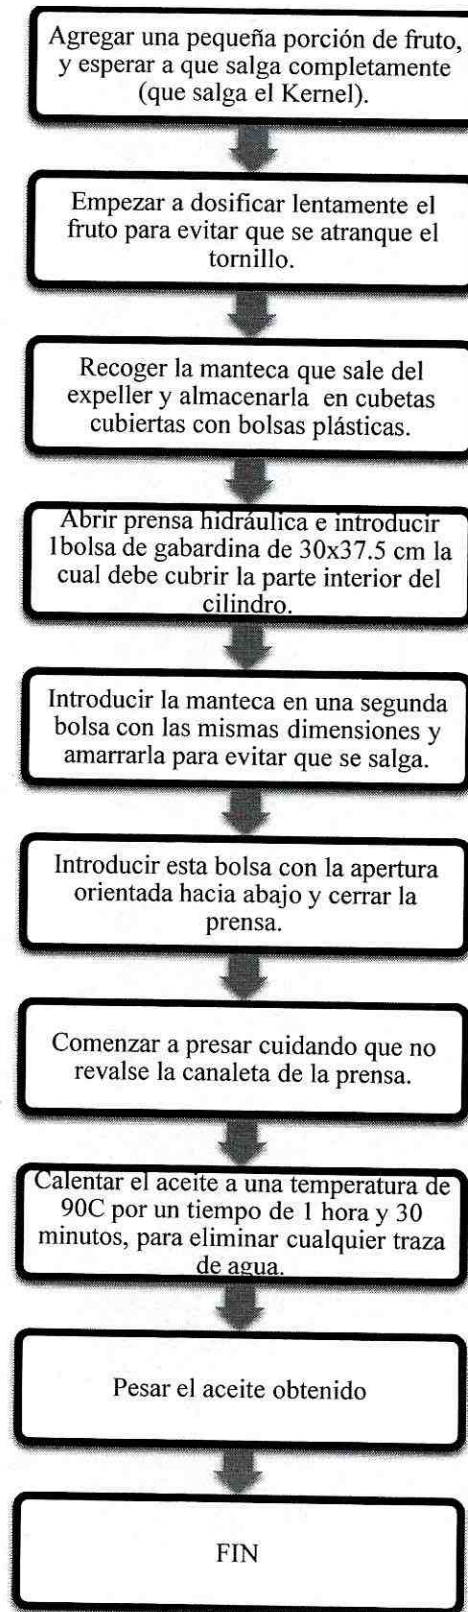 Agregar una pequeña porción de fruto,
y esperar a que salga completamente
(que salga el Kernel).
Empezar a dosificar lentamente el
fruto para evitar que se atranque el
tornillo.
Recoger la manteca que sale del
expeller y almacenarla en cubetas
cubiertas con bolsas plásticas.
Abrir prensa hidráulica e introducir
1bolsa de gabardina de 30x37.5 cm la
cual debe cubrir la parte interior del
cilindro.
Introducir la manteca en una segunda
bolsa con las mismas dimensiones y
amarrarla para evitar que se salga.
Introducir esta bolsa con la apertura
orientada hacia abajo y cerrar la
prensa.
Comenzar a presar cuidando que no
revalse la canaleta de la prensa.
Calentar el aceite a una temperatura de
90C por un tiempo de 1 hora y 30
minutos, para eliminar cualquier traza
de agua.
Pesar el aceite obtenido
FIN